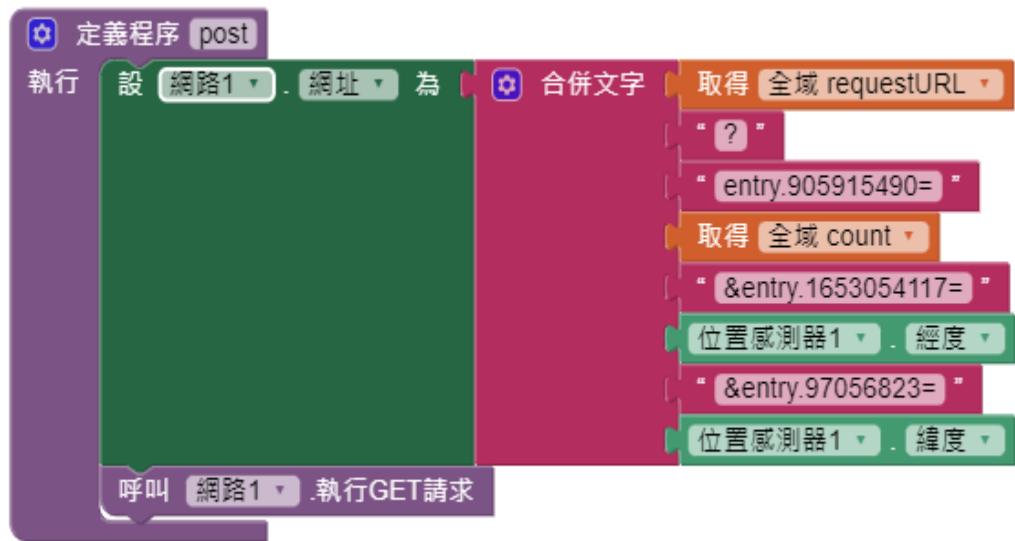 定義程序 post
執行 設 網路1 . 網址 為 合併文字 取得 全域 requestURL
" ? "
" entry.905915490= "
取得 全域 count
" &entry.1653054117= "
位置感測器1 . 經度
" &entry.97056823= "
位置感測器1 . 緯度
呼叫 網路1 .執行GET請求